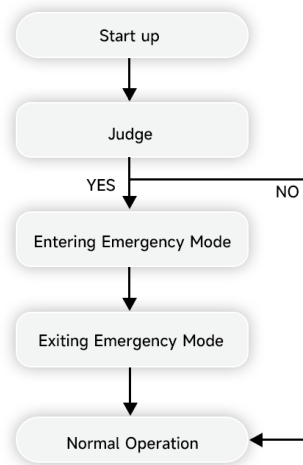 Start up
Judge
YES
NO
Entering Emergency Mode
Exiting Emergency Mode
Normal Operation